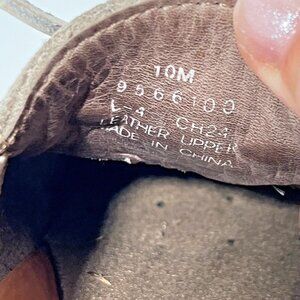 10M
9566100
L-4 CH24
LEATHER UPPER
MADE IN CHINA